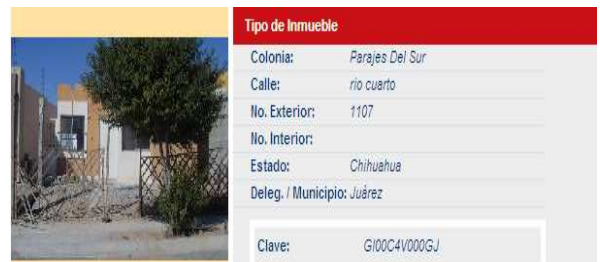 Tipo de Inmueble
Colonia: Parajes Del Sur
Calle: rio cuarto
No. Exterior: 1107
No. Interior:
Estado: Chihuahua
Deleg. / Municipio: Juárez
Clave: GI00C4V000GJ